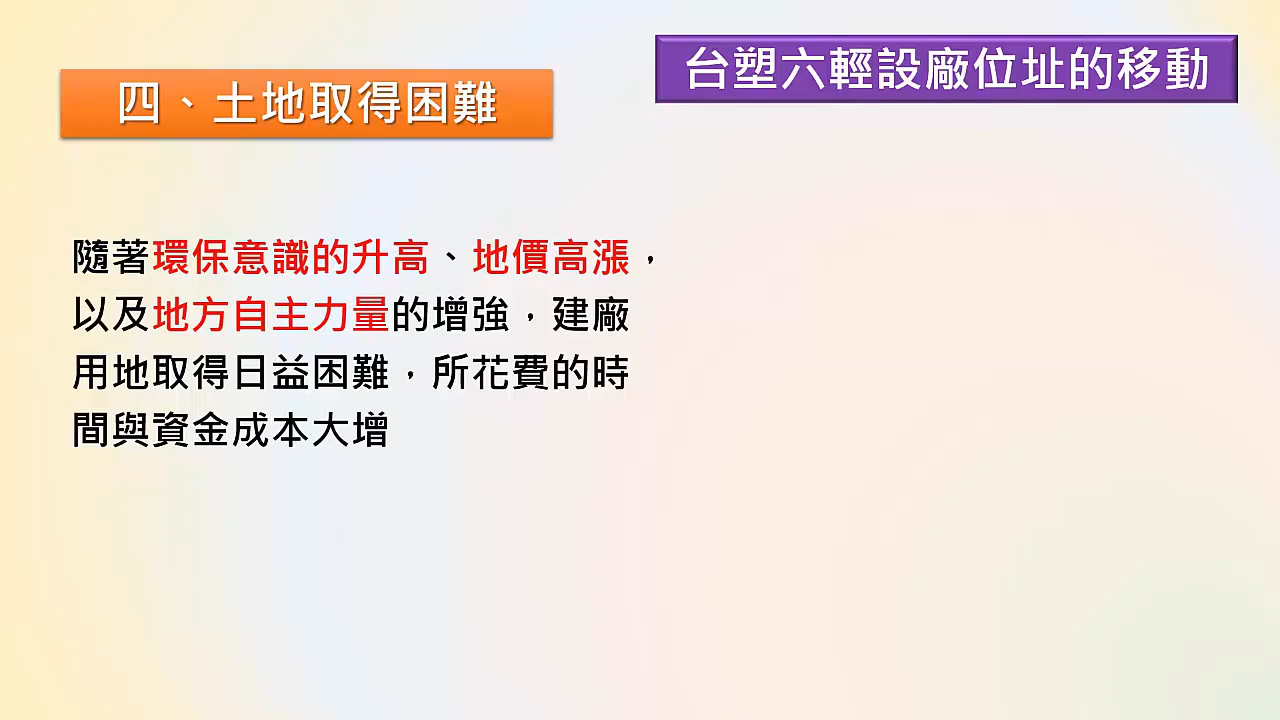 台塑六輕設廠位址的移動
四、土地取得困難
隨著環保意識的升高、地價高漲，
以及地方自主力量的增強，建廠
用地取得日益困難，所花費的時
間與資金成本大增